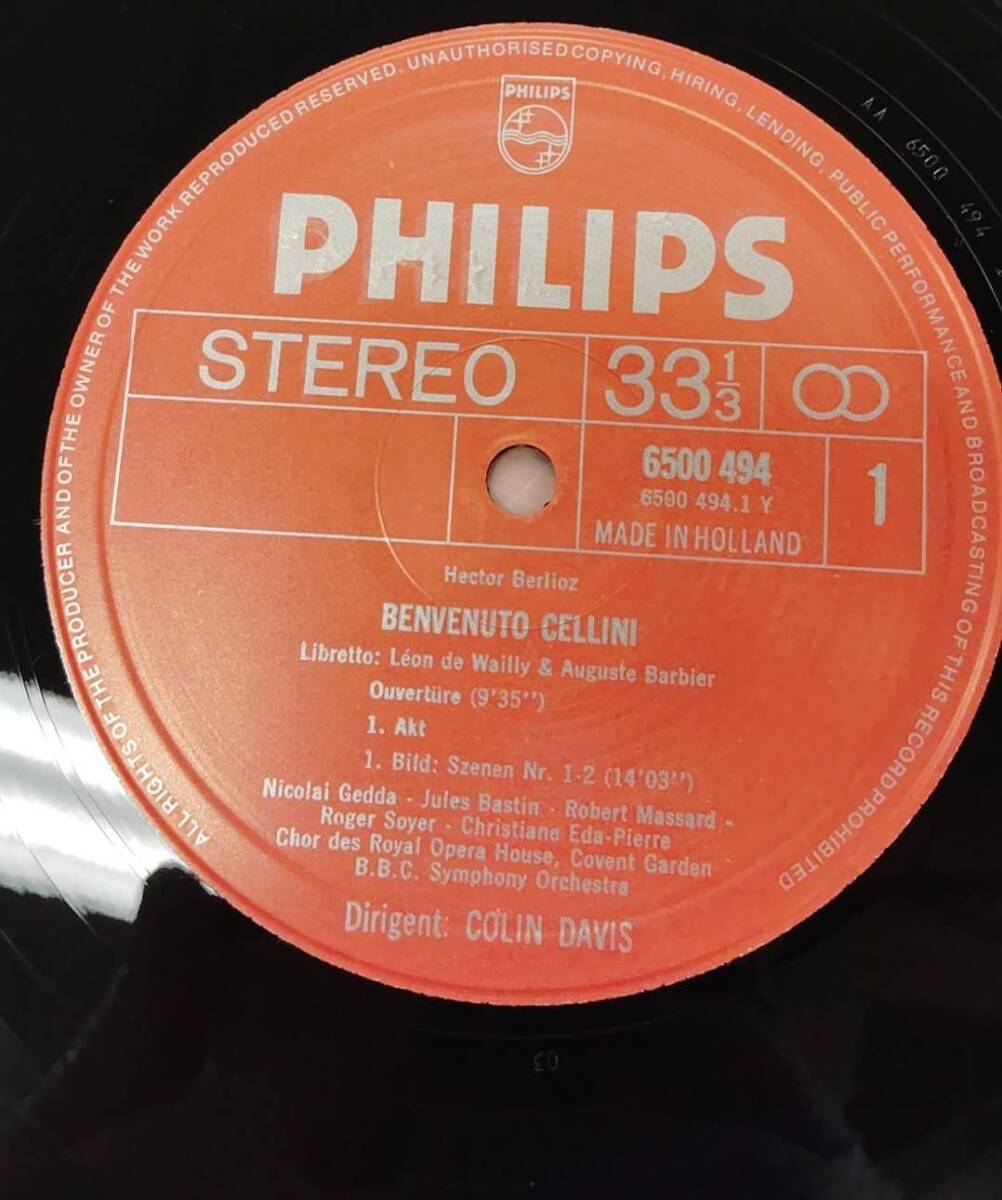 ALL RIGHTS OF THE PRODUCER AND OF THE OWNER OF THE WORK REPRODUCED RESERVED. UNAUTHORISED COPYING, HIRING, LENDING, PUBLIC PERFORMANCE AND BROADCASTING OF THIS RECORD PROHIBITED
PHILIPS
PHILIPS
STEREO
33 1/3
6500 494
6500 494.1 Y
MADE IN HOLLAND
1
Hector Berlioz
BENVENUTO CELLINI
Libretto: Léon de Wailly & Auguste Barbier
Ouvertüre (9'35'')
1. Akt
1. Bild: Szenen Nr. 1-2 (14'03'')
Nicolai Gedda - Jules Bastin - Robert Massard -
Roger Soyer - Christiane Eda-Pierre
Chor des Royal Opera House, Covent Garden
B.B.C. Symphony Orchestra
Dirigent: COLIN DAVIS
AA 6500 494
03